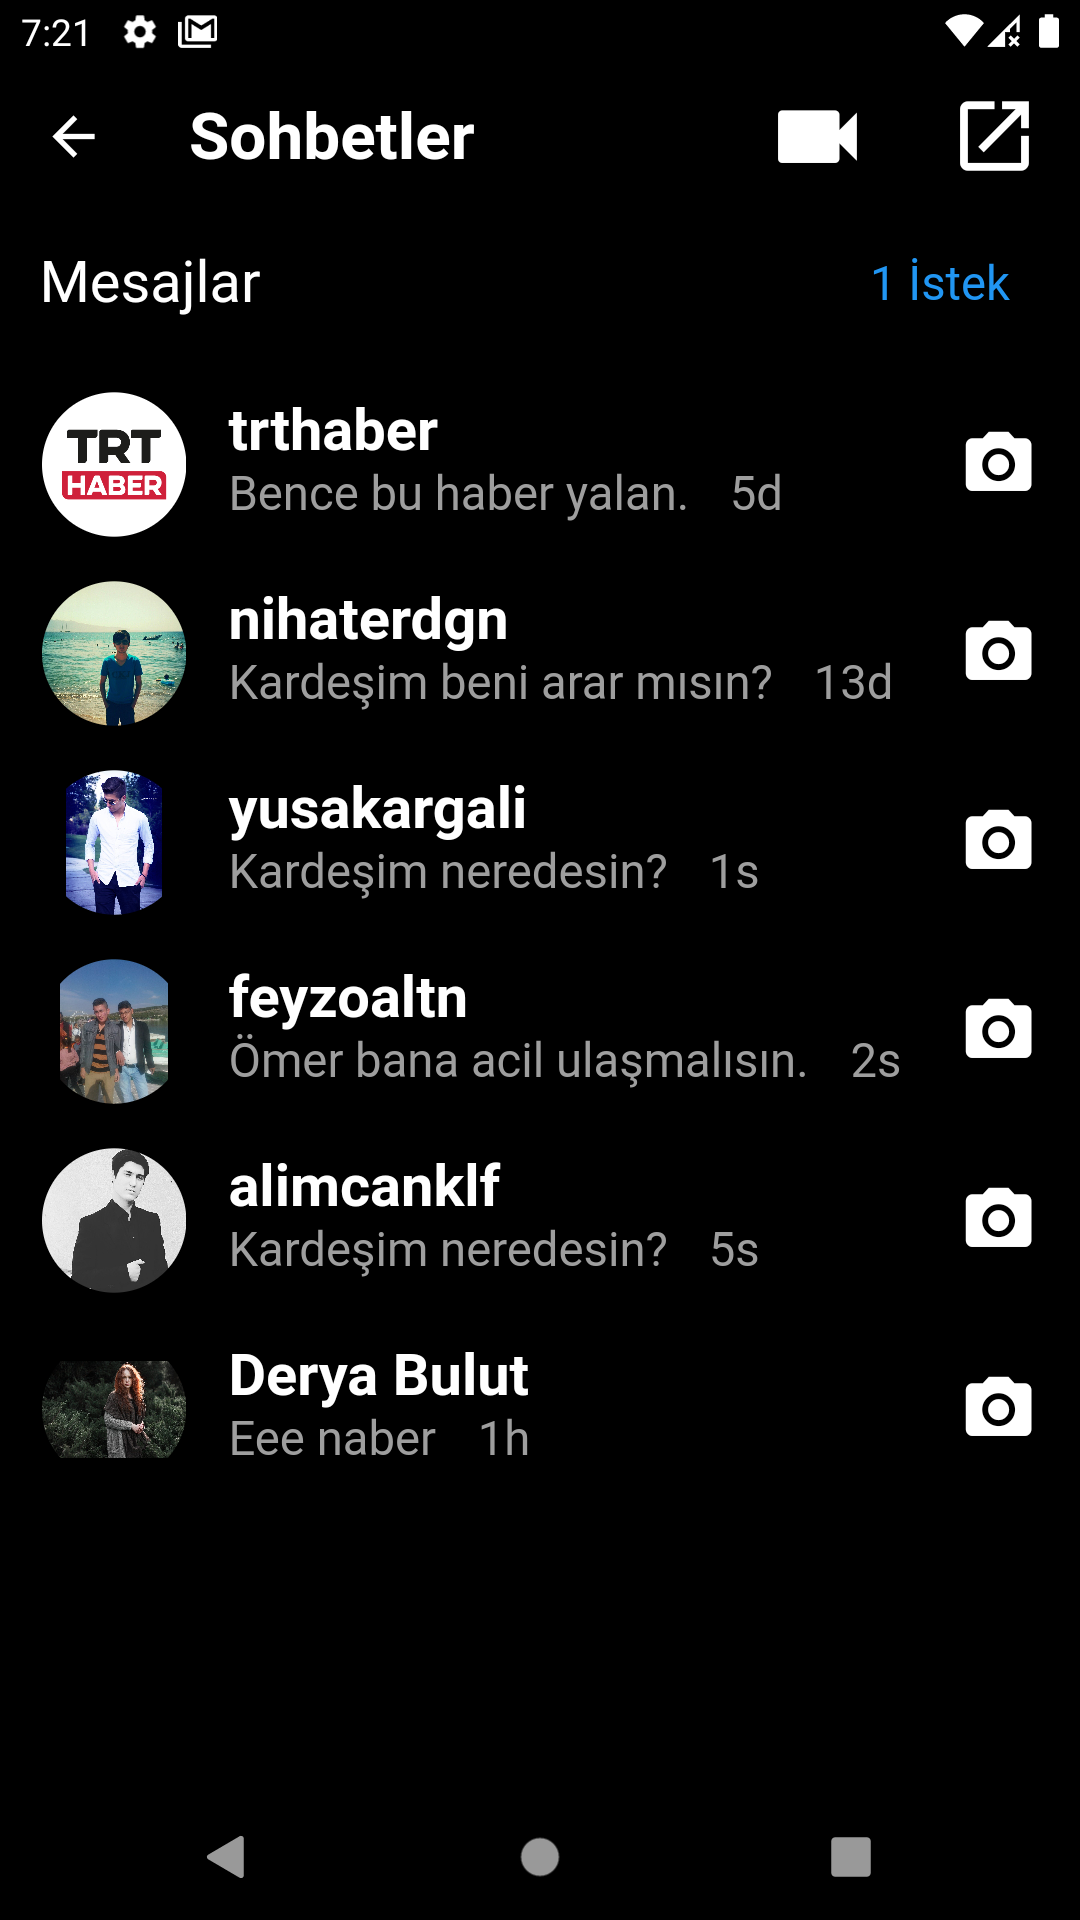 7:21
Sohbetler
Mesajlar 1 İstek
TRT
HABER
trthaber
Bence bu haber yalan. 5d
nihaterdgn
Kardeşim beni arar mısın? 13d
yusakargali
Kardeşim neredesin? 1s
feyzoaltn
Ömer bana acil ulaşmalısın. 2s
alimcanklf
Kardeşim neredesin? 5s
Derya Bulut
Eee naber 1h